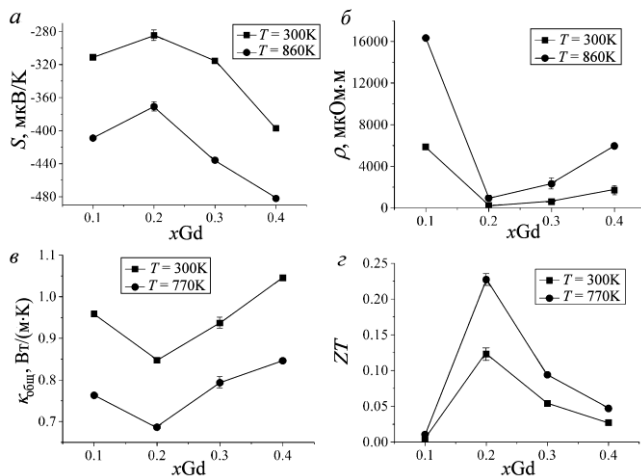 а
T = 300K
T = 860K
S, мкВ/К
-280
-320
-360
-400
-440
-480
0.1 0.2 0.3 0.4
xGd
б
T = 300K
T = 860K
ρ, мкОм·м
16000
12000
8000
4000
0
0.1 0.2 0.3 0.4
xGd
в
T = 300K
T = 770K
κобщ, Вт/(м·К)
1.1
1.0
0.9
0.8
0.7
0.1 0.2 0.3 0.4
xGd
г
T = 300K
T = 770K
ZT
0.25
0.20
0.15
0.10
0.05
0.00
0.1 0.2 0.3 0.4
xGd